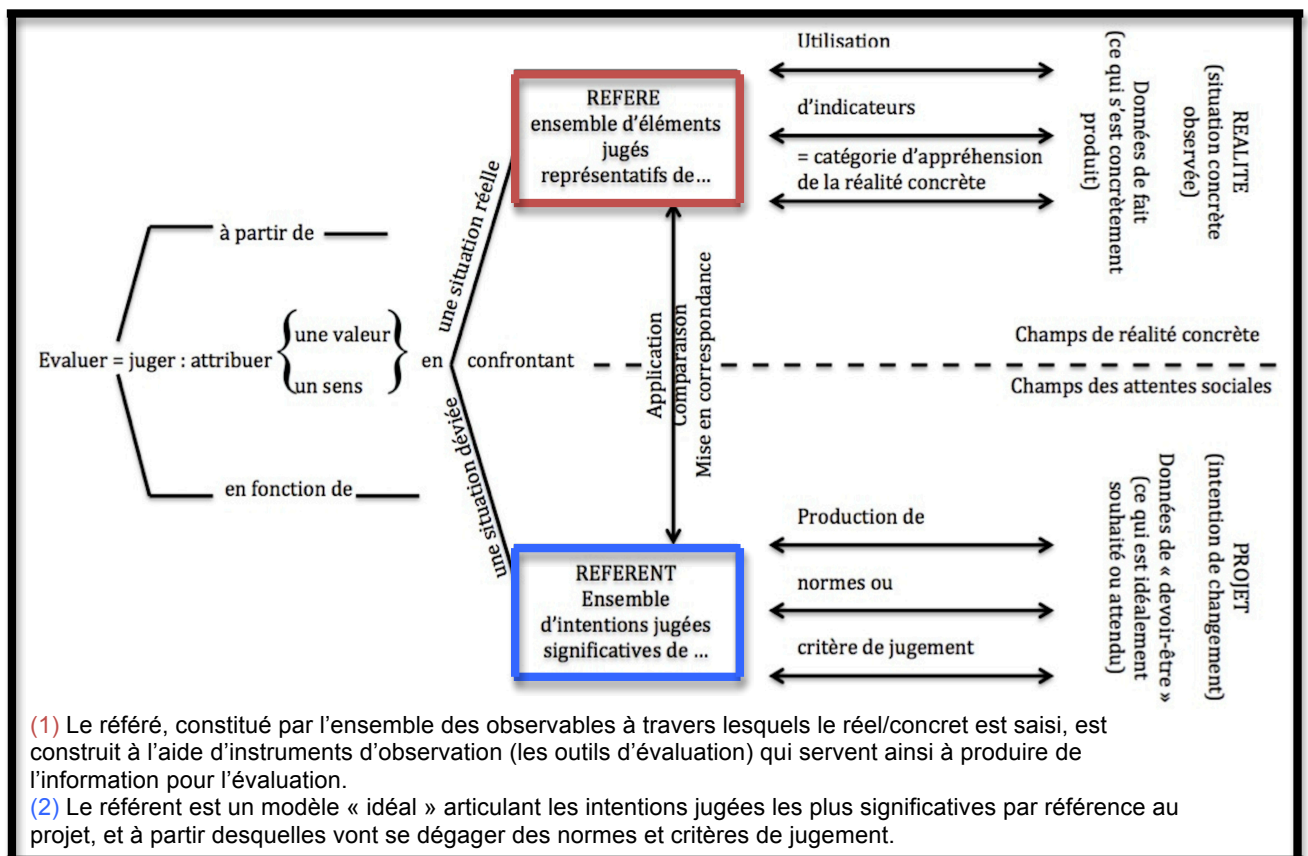 Utilisation
d'indicateurs
= catégorie d'appréhension
de la réalité concrète
REFERE
ensemble d'éléments
jugés
représentatifs de…
Données de fait
(ce qui s'est concrètement
produit)
REALITE
(situation concrète
observée)
à partir de
une situation réelle
Evaluer = juger : attribuer
une valeur
un sens
en
confrontant
Application
Comparaison
Mise en correspondance
Champs de réalité concrète
Champs des attentes sociales
en fonction de
une situation déviée
REFERENT
Ensemble
d'intentions jugées
significatives de …
Production de
normes ou
critère de jugement
Données de « devoir-être »
(ce qui est idéalement
souhaité ou attendu)
PROJET
(intention de changement)
(1) Le référé, constitué par l'ensemble des observables à travers lesquels le réel/concret est saisi, est
construit à l'aide d'instruments d'observation (les outils d'évaluation) qui servent ainsi à produire de
l'information pour l'évaluation.
(2) Le référent est un modèle « idéal » articulant les intentions jugées les plus significatives par référence au
projet, et à partir desquelles vont se dégager des normes et critères de jugement.